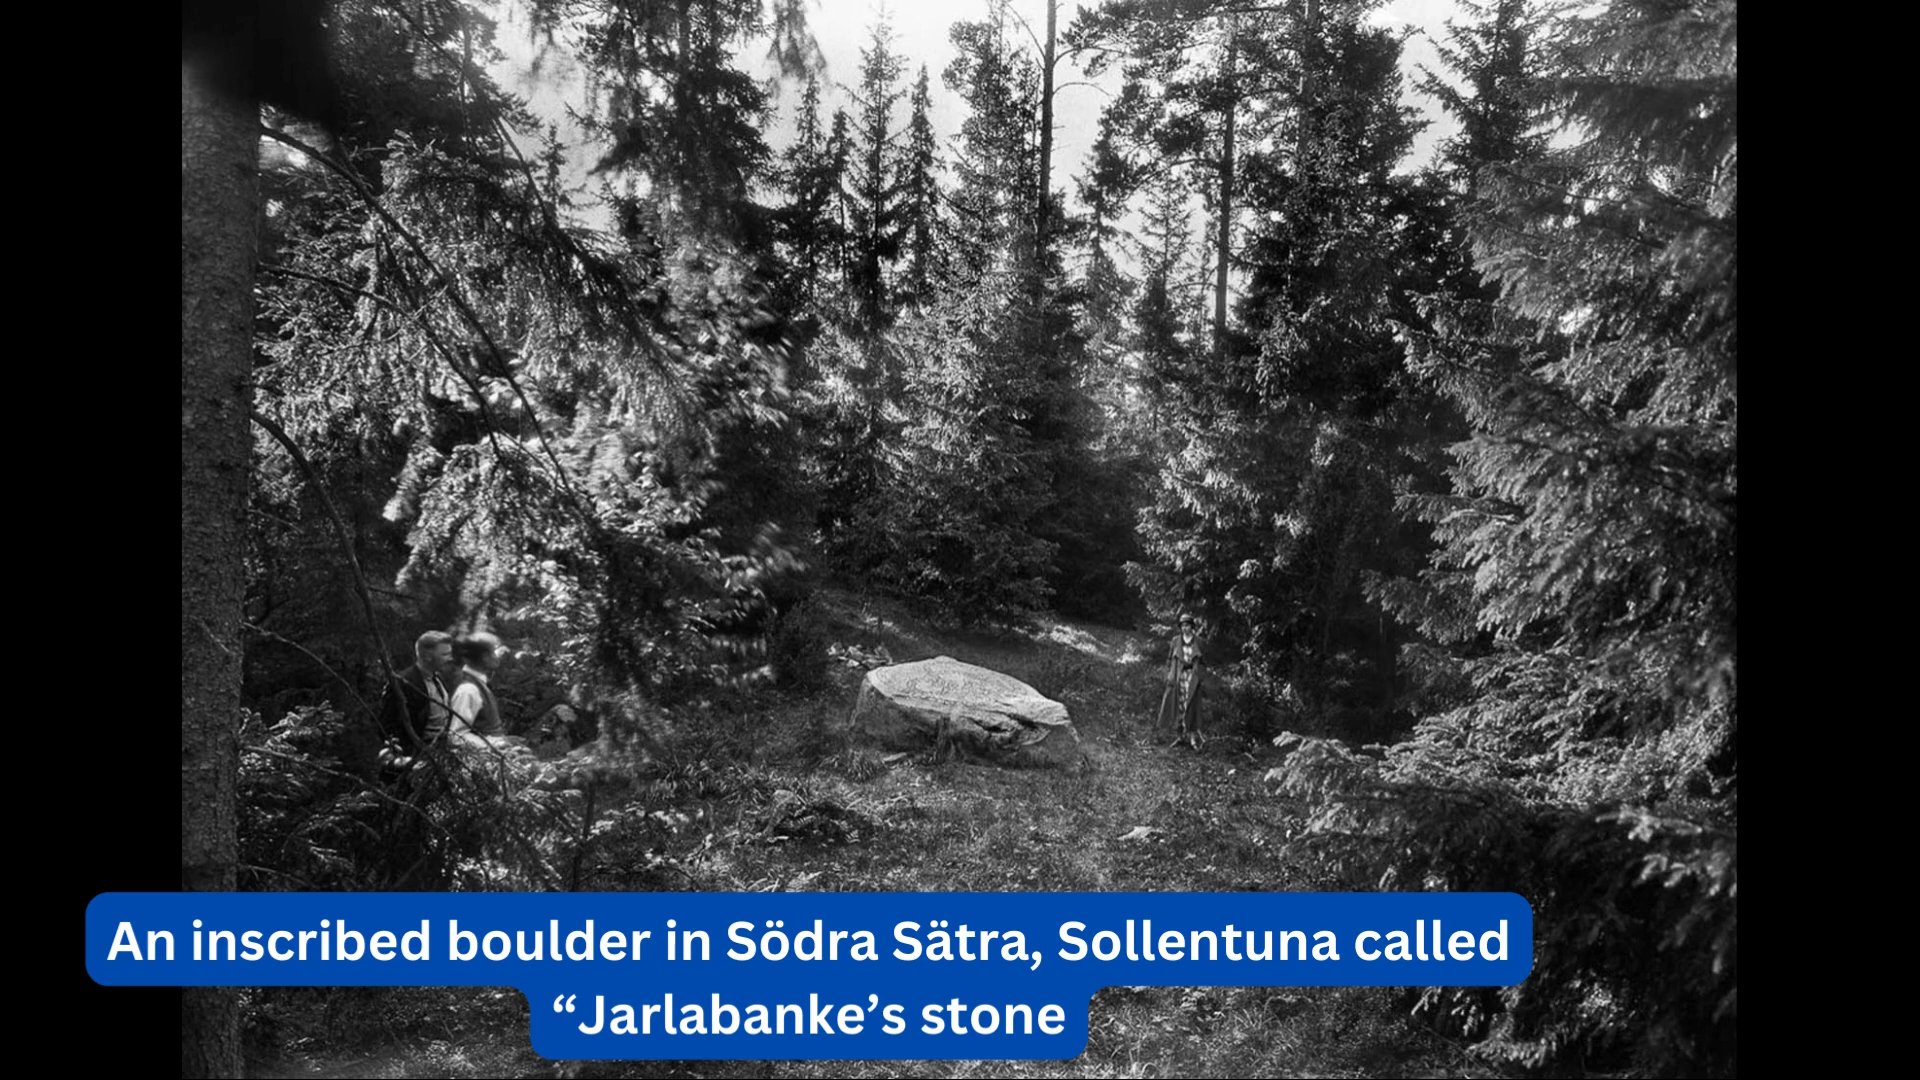 An inscribed boulder in Södra Sätra, Sollentuna called
“Jarlabanke’s stone